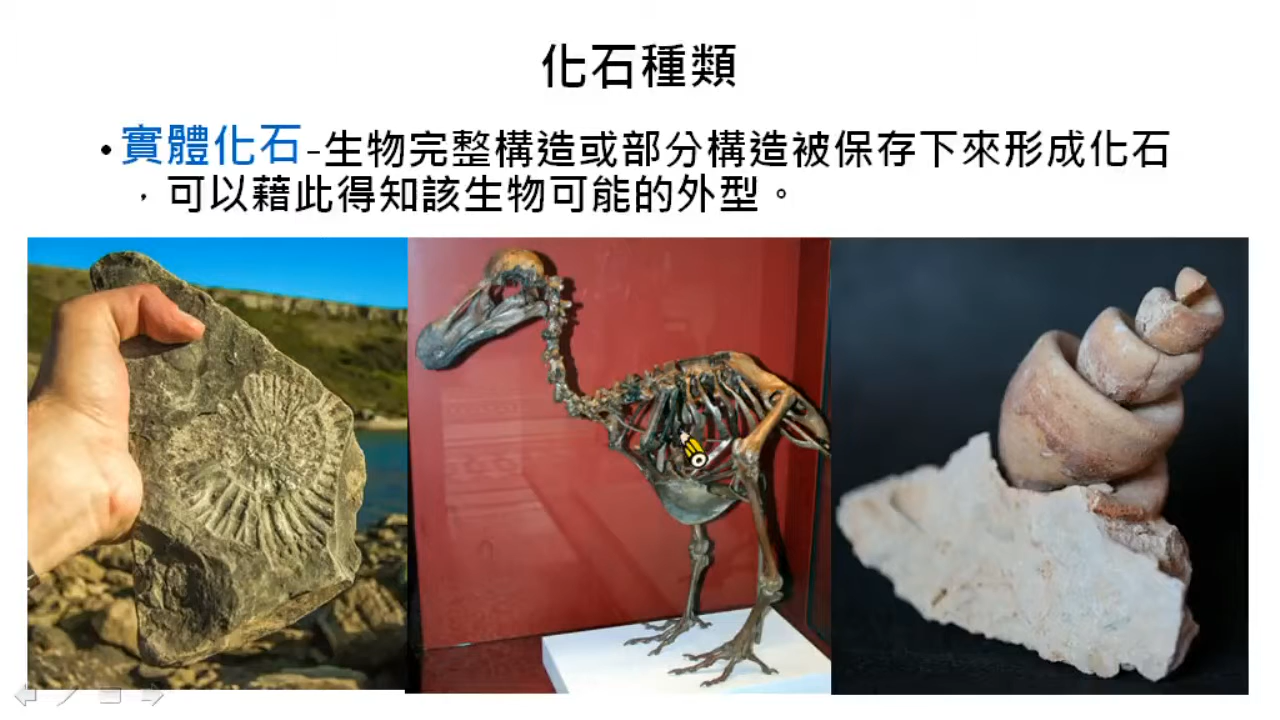 化石種類
•實體化石-生物完整構造或部分構造被保存下來形成化石
，可以藉此得知該生物可能的外型。